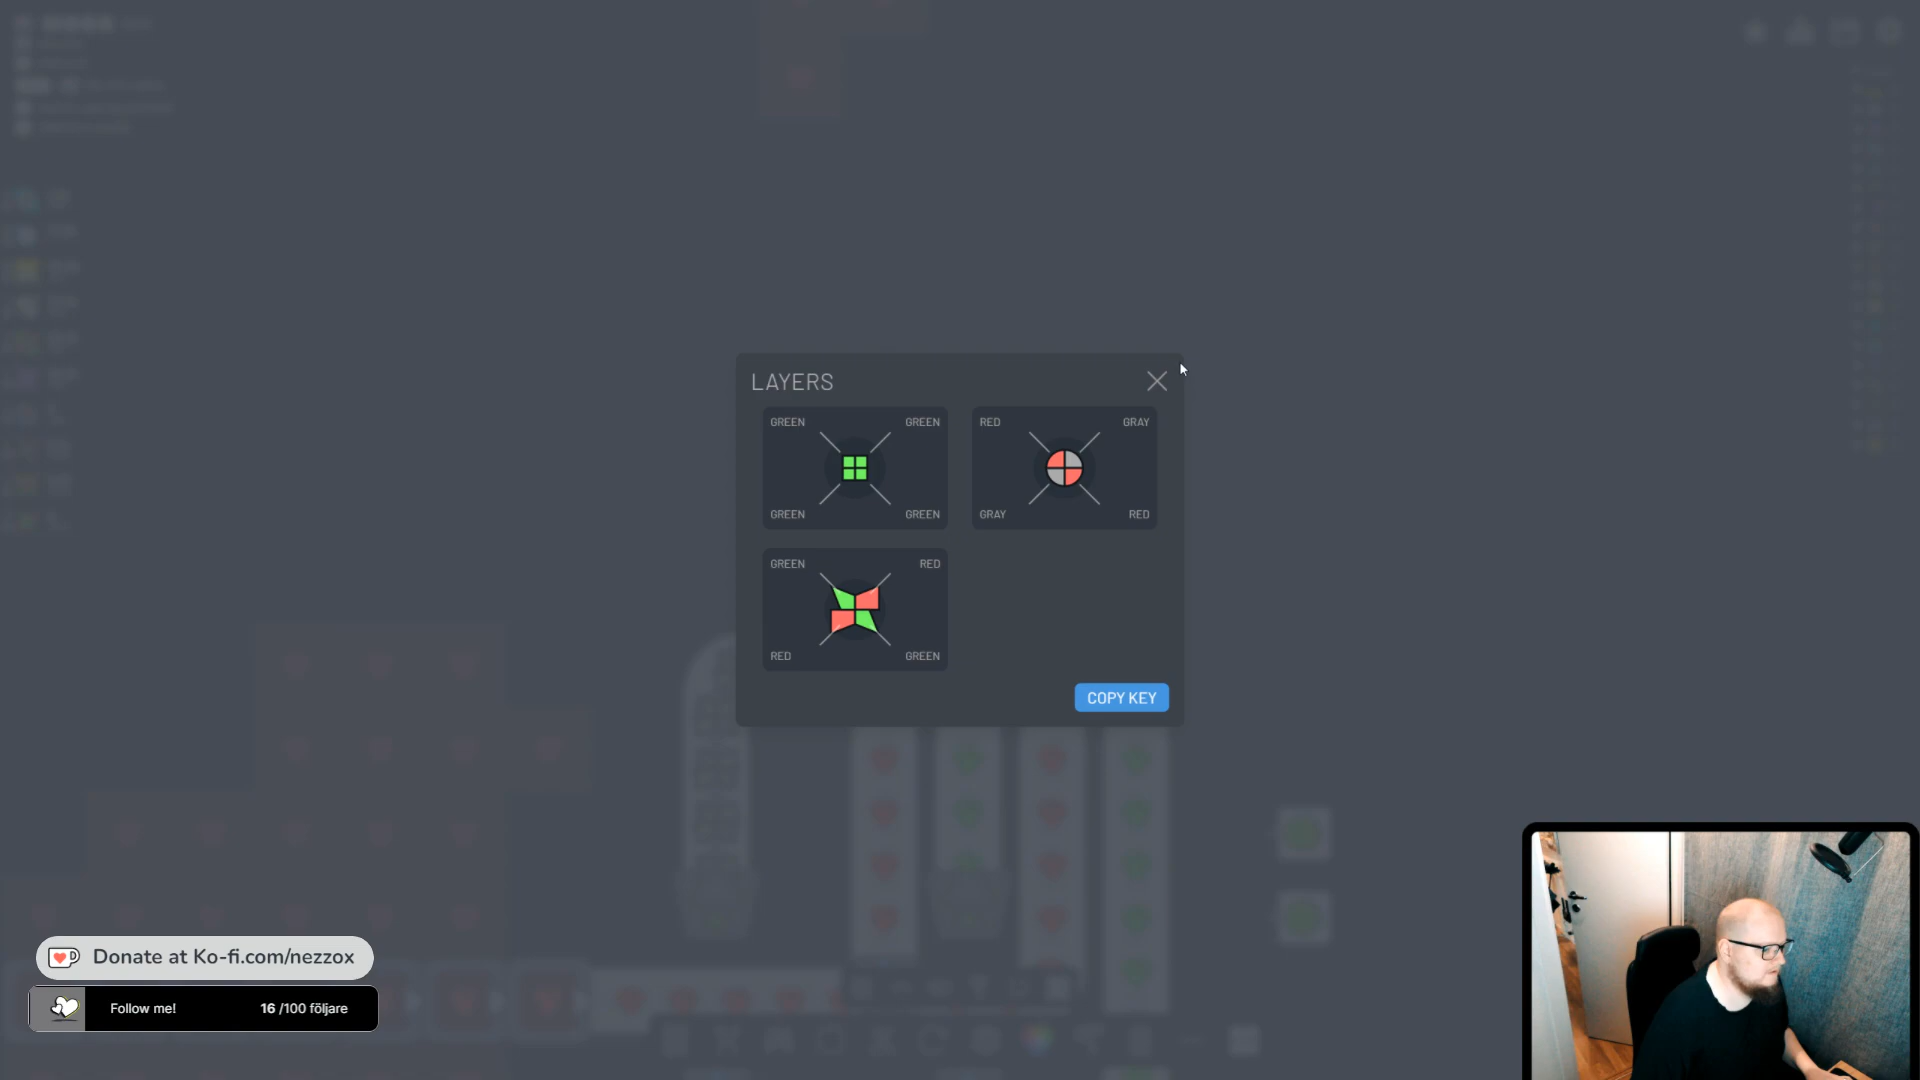 LAYERS
GREEN GREEN
GREEN GREEN
RED GRAY
GRAY RED
GREEN RED
RED GREEN
COPY KEY
Donate at Ko-fi.com/nezzox
Follow me! 16 /100 följare